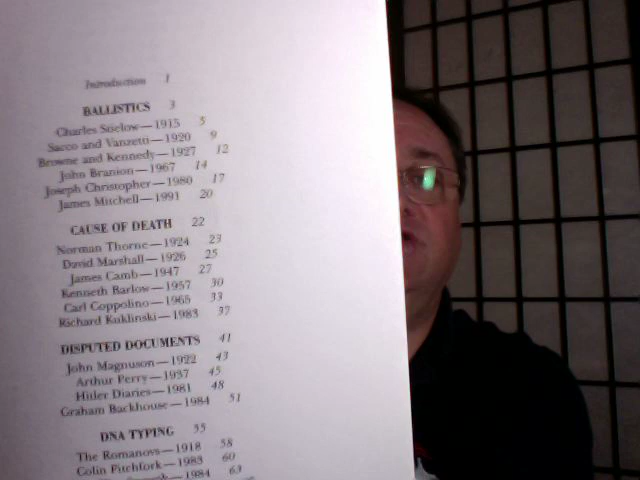 Introduction 1
BALLISTICS 3
Charles Stielow—1915 5
Sacco and Vanzetti—1920 9
Browne and Kennedy—1927 12
John Branion—1967 14
Joseph Christopher—1980 17
James Mitchell—1991 20
CAUSE OF DEATH 22
Norman Thorne—1924 23
David Marshall—1926 25
James Camb—1947 27
Kenneth Barlow—1957 30
Carl Coppolino—1965 33
Richard Kuklinski—1983 37
DISPUTED DOCUMENTS 41
John Magnuson—1922 43
Arthur Perry—1937 45
Hitler Diaries—1981 48
Graham Backhouse—1984 51
DNA TYPING 55
The Romanovs—1918 58
Colin Pitchfork—1983 60
—1984 63